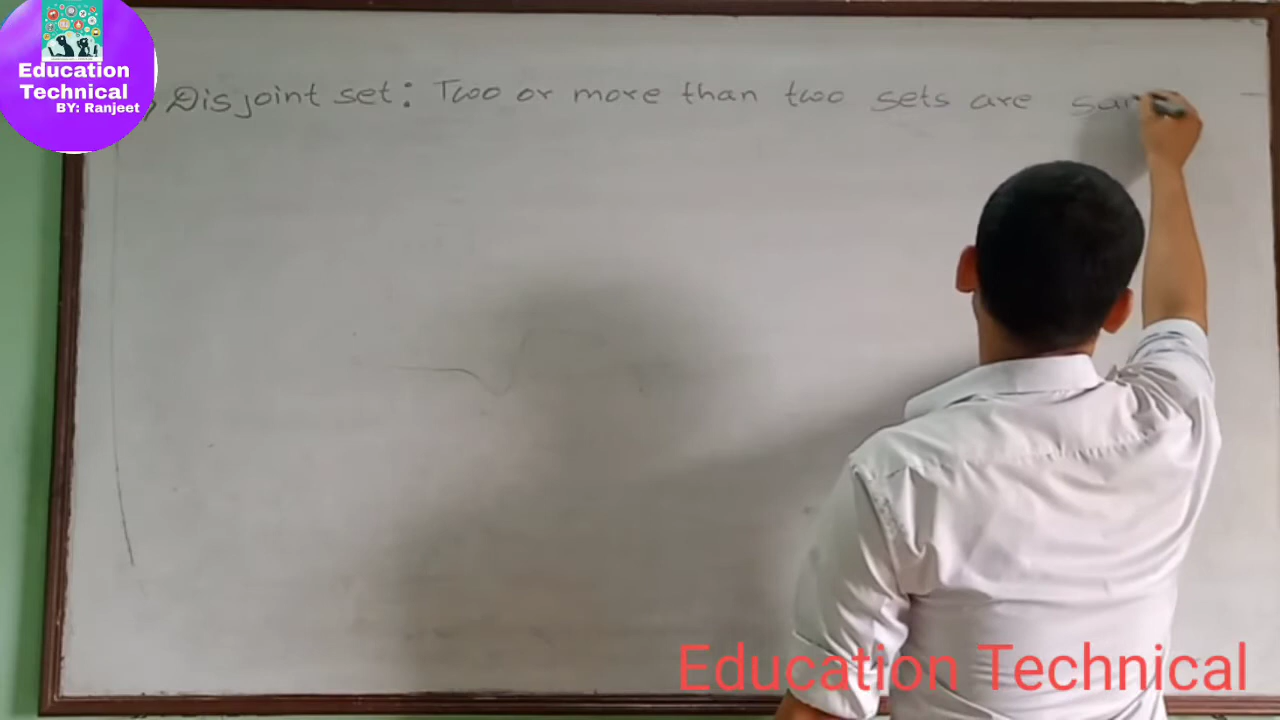 Education
Technical
BY: Ranjeet
Disjoint set: Two or more than two sets are
Education Technical